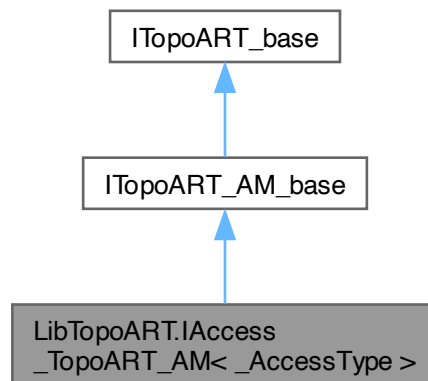 ITopoART_base
ITopoART_AM_base
LibTopoART.IAccess
_TopoART_AM< _AccessType >